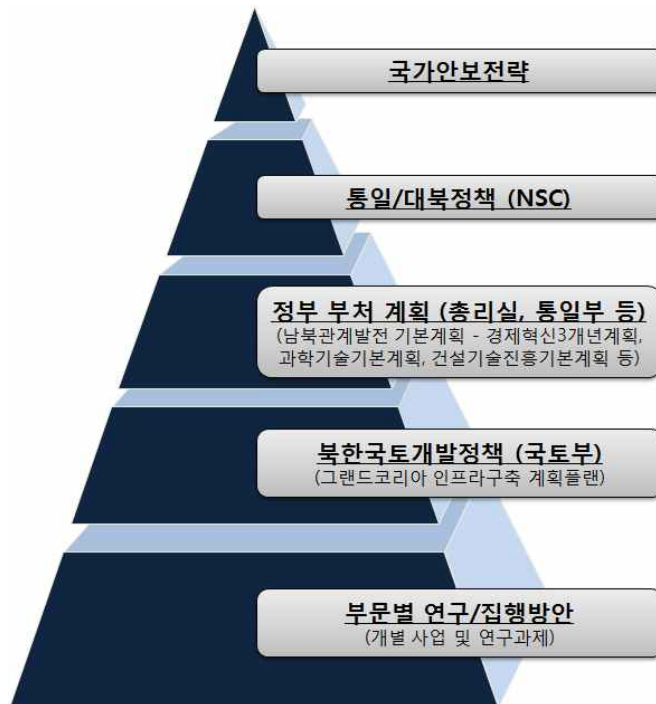 국가안보전략
통일/대북정책 (NSC)
정부 부처 계획 (총리실, 통일부 등)
(남북관계발전 기본계획 - 경제혁신3개년계획,
과학기술기본계획, 건설기술진흥기본계획 등)
북한국토개발정책 (국토부)
(그랜드코리아 인프라구축 계획플랜)
부문별 연구/집행방안
(개별 사업 및 연구과제)